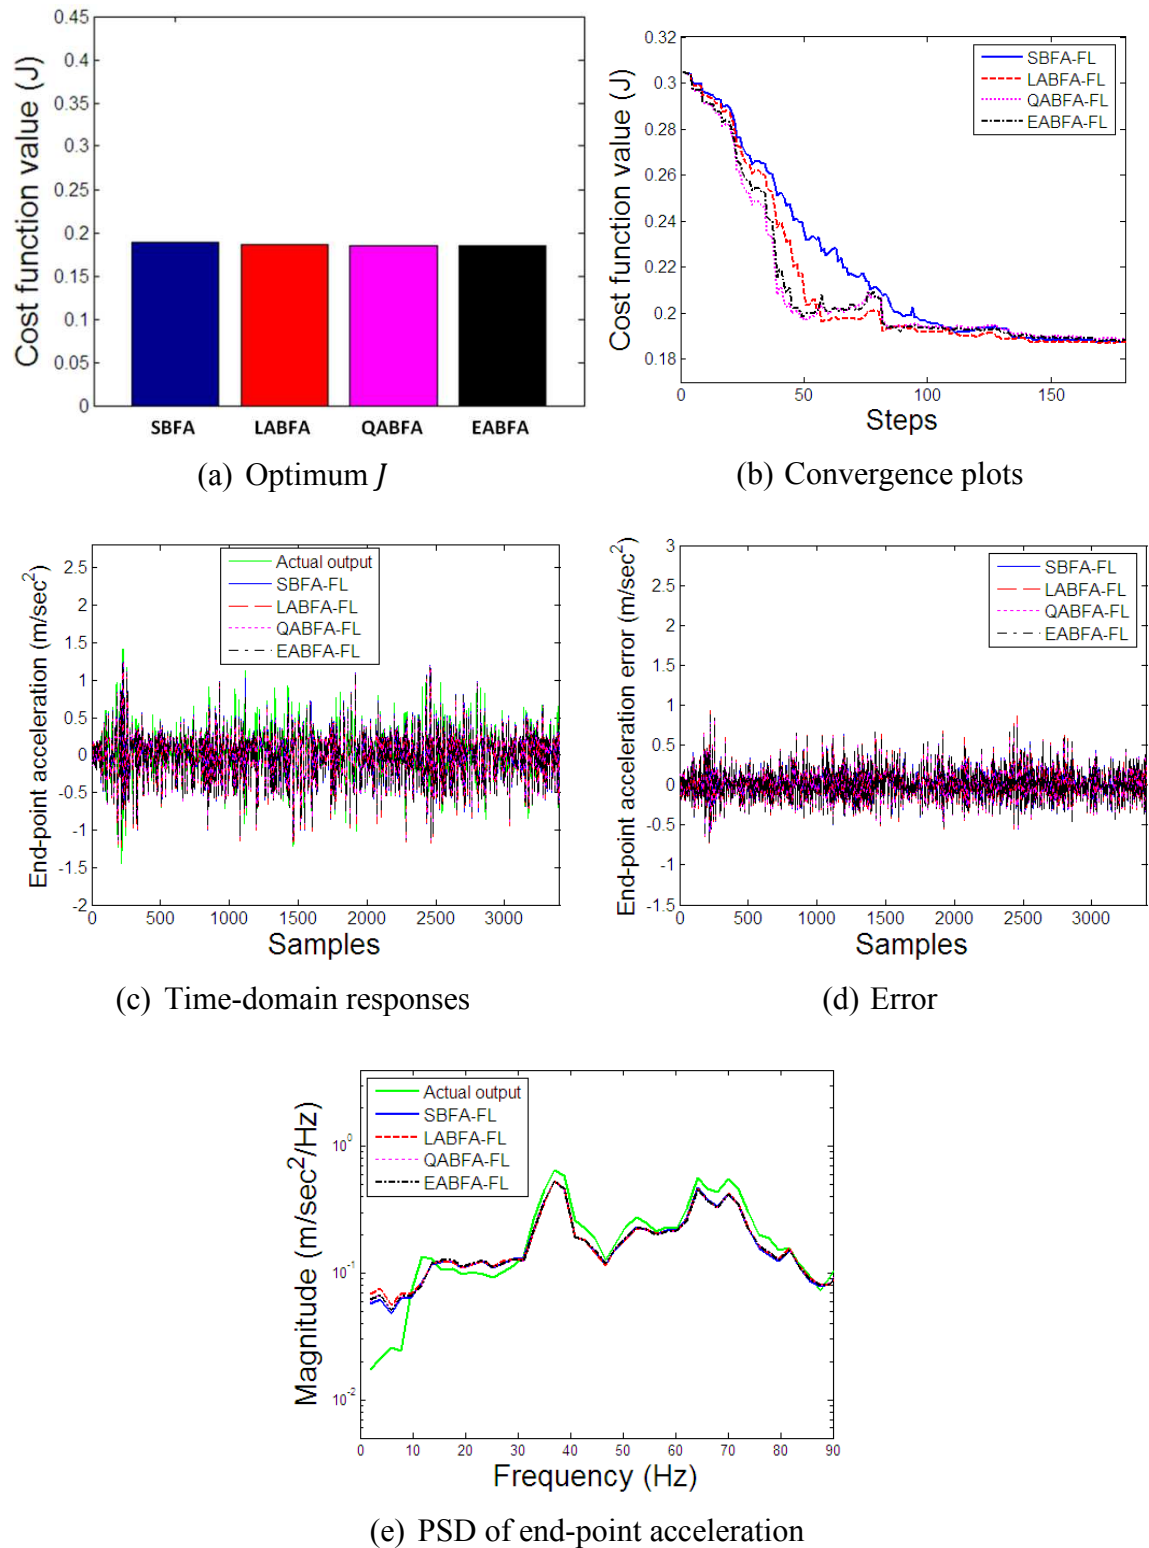 Cost function value (J)
0.45
0.4
0.35
0.3
0.25
0.2
0.15
0.1
0.05
0
SBFA LABFA QABFA EABFA
(a) Optimum J
Cost function value (J)
0.32
0.3
0.28
0.26
0.24
0.22
0.2
0.18
SBFA-FL
LABFA-FL
QABFA-FL
EABFA-FL
0 50 100 150
Steps
(b) Convergence plots
End-point acceleration (m/sec²)
2.5
2
1.5
1
0.5
0
-0.5
-1
-1.5
-2
Actual output
SBFA-FL
LABFA-FL
QABFA-FL
EABFA-FL
0 500 1000 1500 2000 2500 3000
Samples
(c) Time-domain responses
End-point acceleration error (m/sec²)
3
2.5
2
1.5
1
0.5
0
-0.5
-1
-1.5
SBFA-FL
LABFA-FL
QABFA-FL
EABFA-FL
0 500 1000 1500 2000 2500 3000
Samples
(d) Error
Magnitude (m/sec²/Hz)
10⁰
10⁻¹
10⁻²
Actual output
SBFA-FL
LABFA-FL
QABFA-FL
EABFA-FL
0 10 20 30 40 50 60 70 80 90
Frequency (Hz)
(e) PSD of end-point acceleration